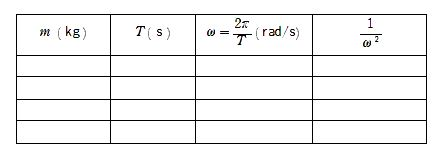 m ( kg ) T ( s ) ω = 2π/T ( rad/s) 1/ω²